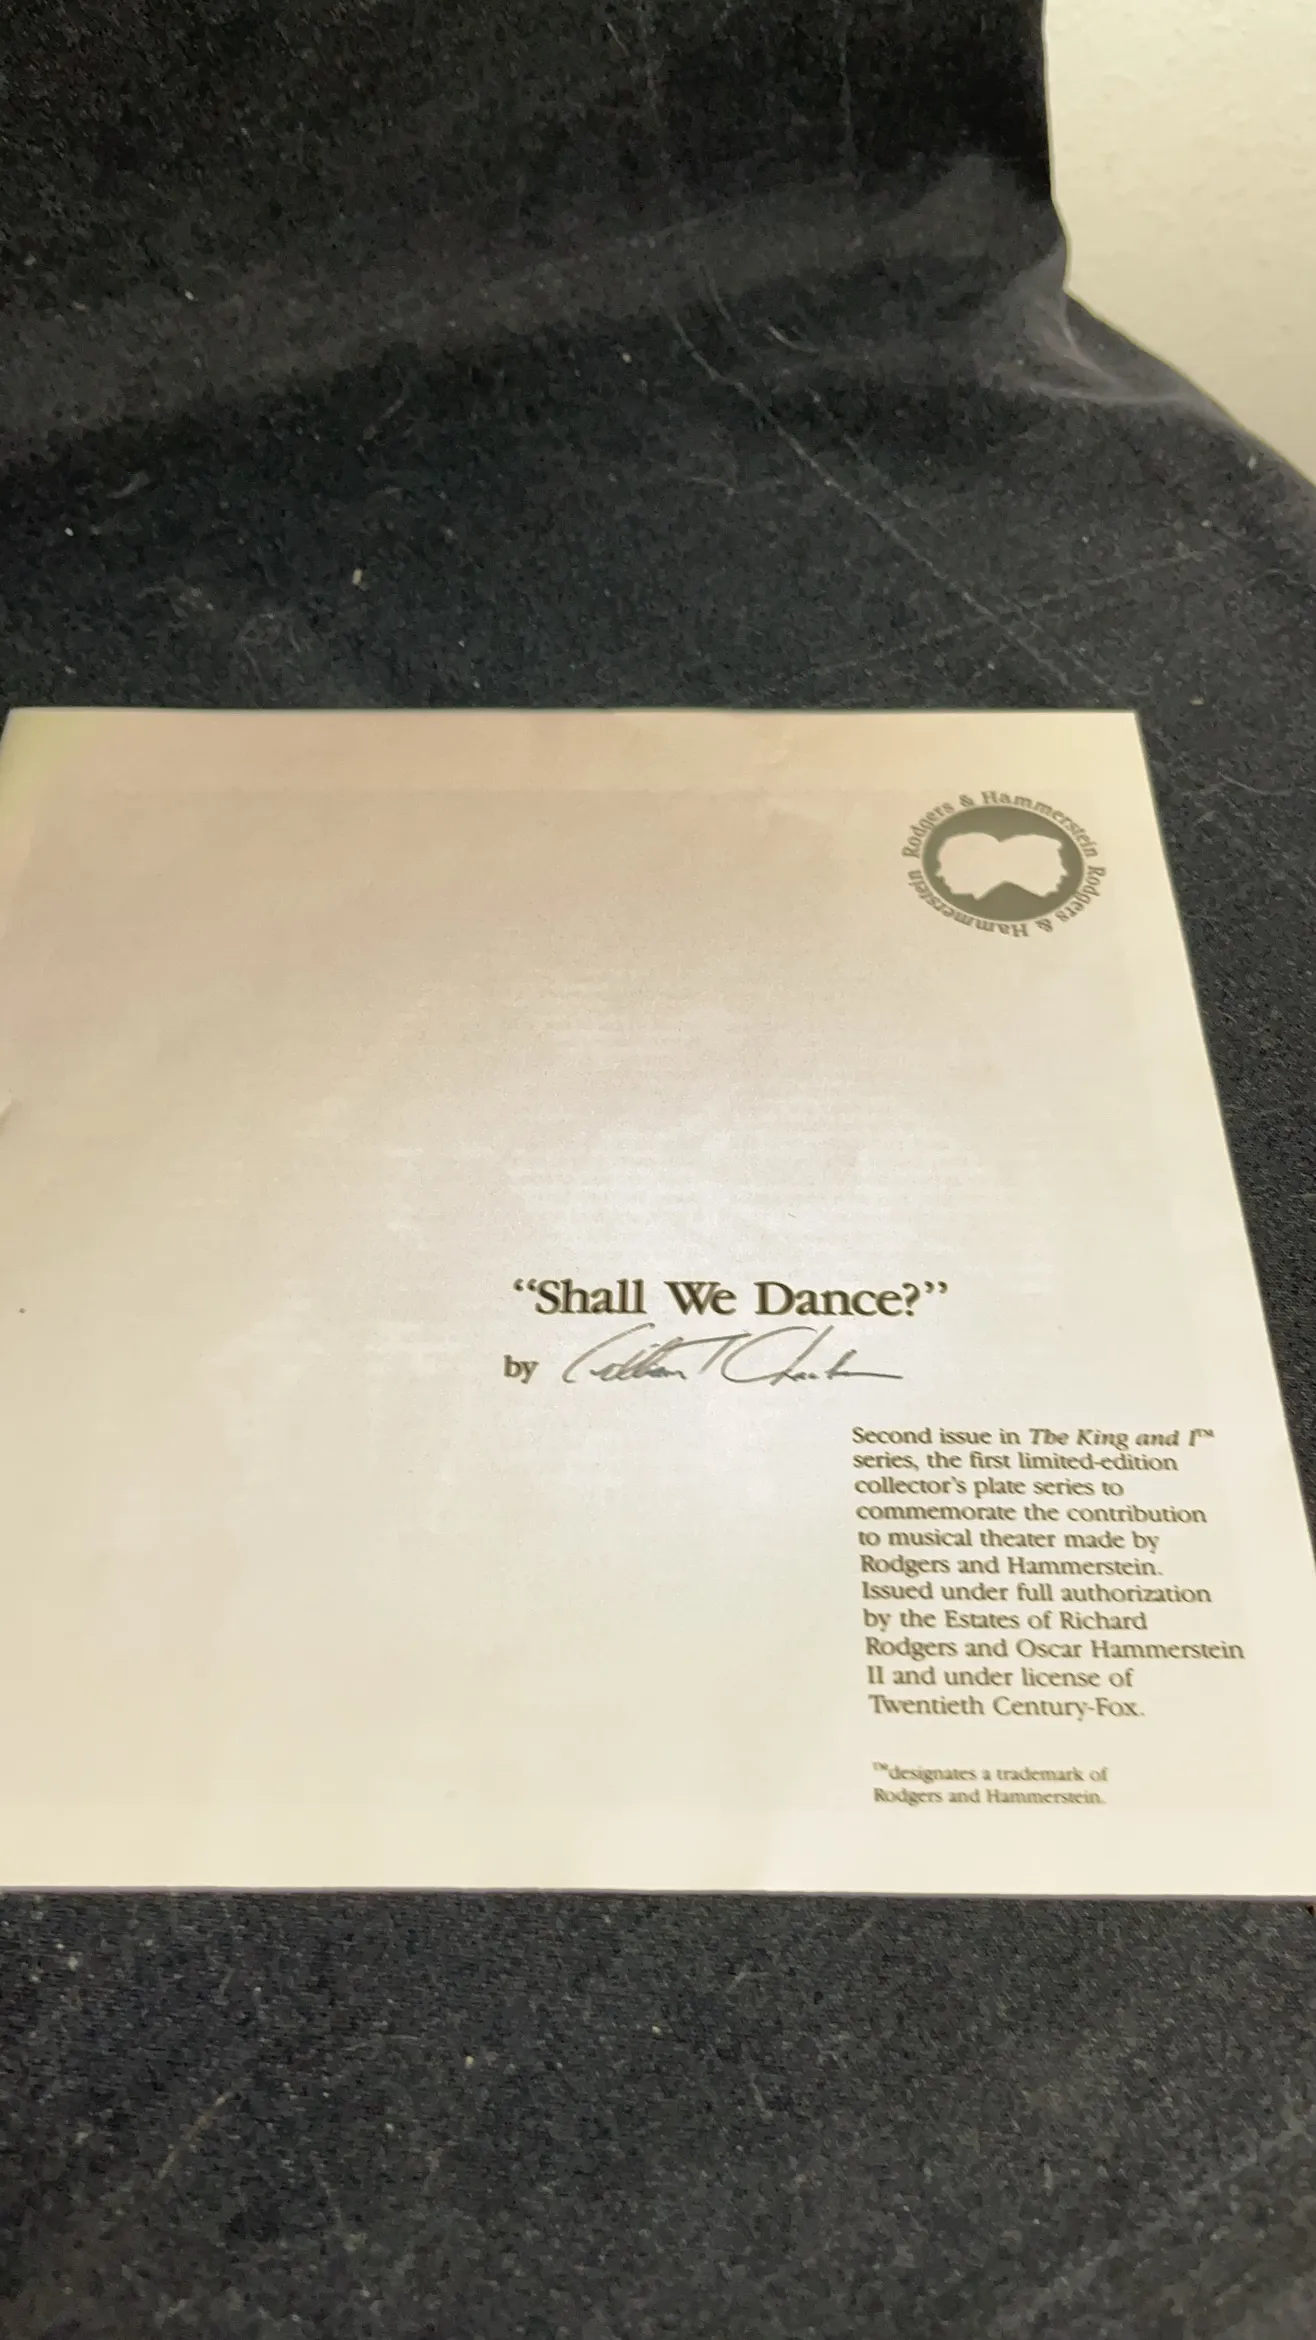 Rodgers & Hammerstein Rodgers & Hammerstein
“Shall We Dance?”
by William T Chambers
Second issue in The King and I™
series, the first limited-edition
collector’s plate series to
commemorate the contribution
to musical theater made by
Rodgers and Hammerstein.
Issued under full authorization
by the Estates of Richard
Rodgers and Oscar Hammerstein
II and under license of
Twentieth Century-Fox.
™designates a trademark of
Rodgers and Hammerstein.